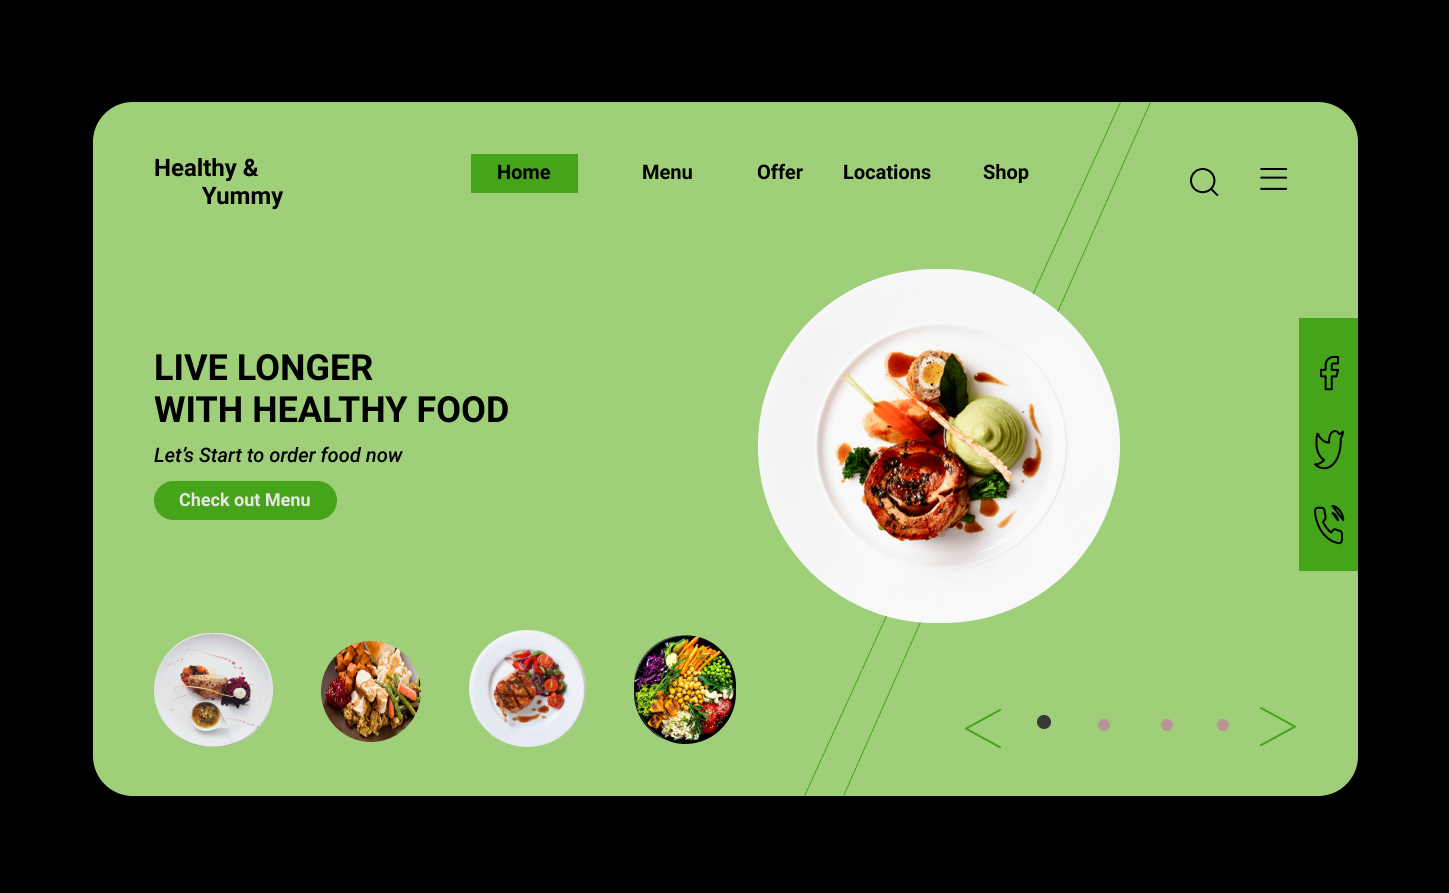 Healthy &
Yummy
Home Menu Offer Locations Shop
LIVE LONGER
WITH HEALTHY FOOD
Let’s Start to order food now
Check out Menu